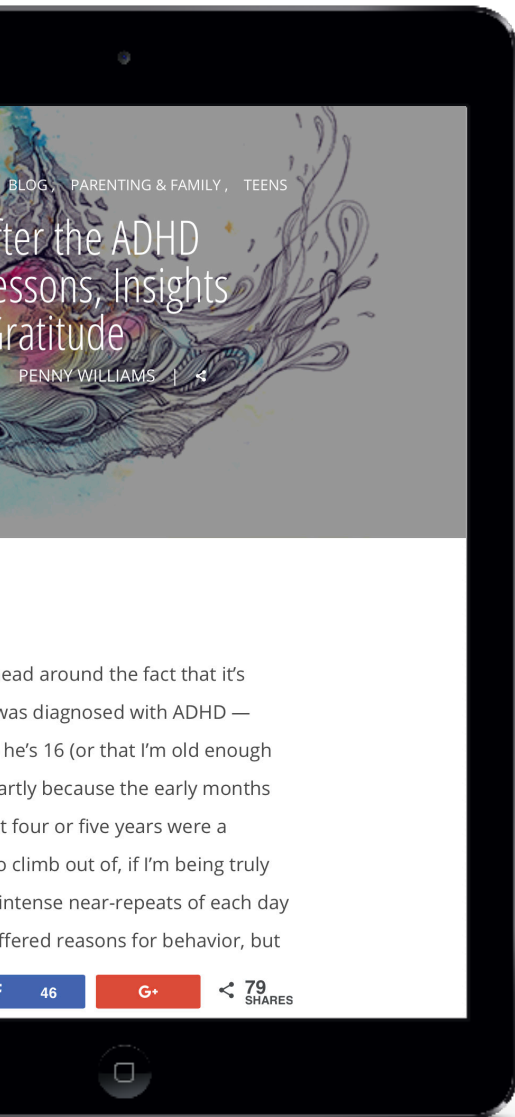 BLOG, PARENTING & FAMILY, TEENS
fter the ADHD
essons, Insights
Gratitude
PENNY WILLIAMS |
ead around the fact that it’s
was diagnosed with ADHD —
he’s 16 (or that I’m old enough
artly because the early months
t four or five years were a
o climb out of, if I’m being truly
intense near-repeats of each day
ffered reasons for behavior, but
46 G+ 79
SHARES